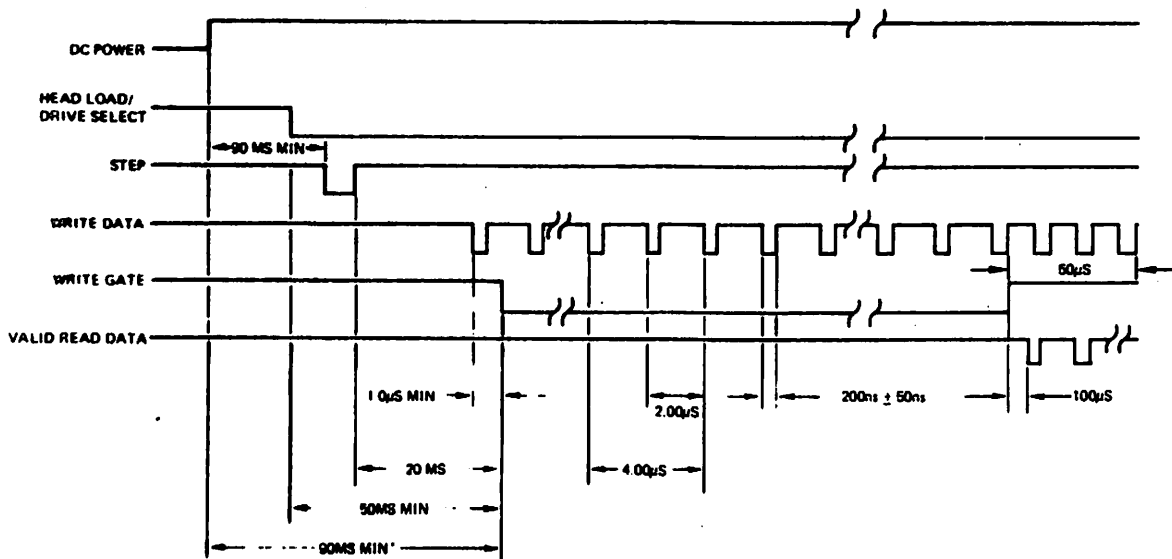 DC POWER
HEAD LOAD/
DRIVE SELECT
90 MS MIN
STEP
WRITE DATA
60µS
WRITE GATE
VALID READ DATA
1.0µS MIN
2.00µS
200ns ± 50ns
100µS
20 MS
4.00µS
50MS MIN
90MS MIN*